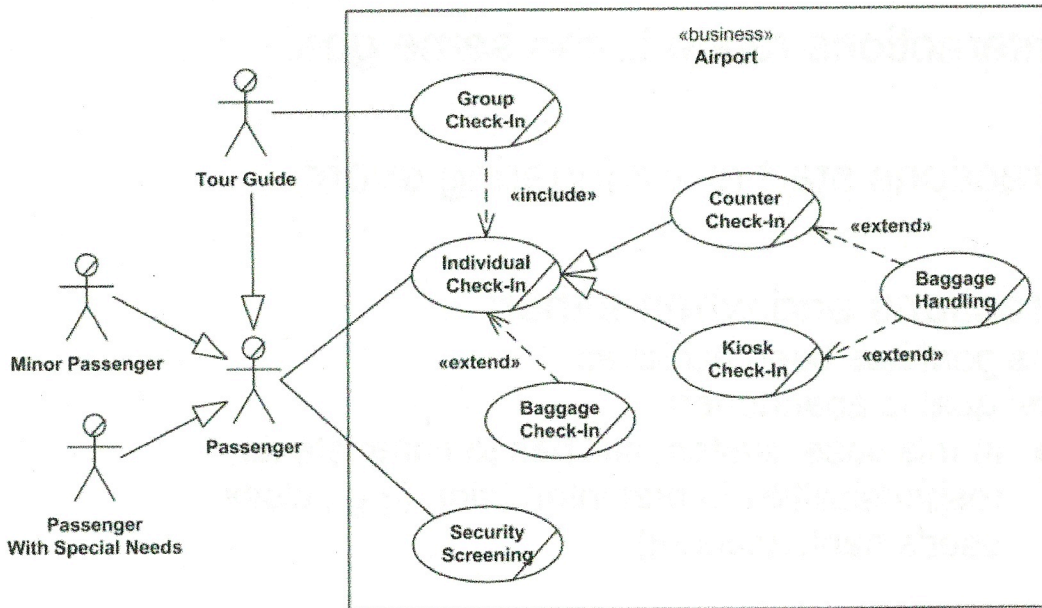 «business»
Airport
Group
Check-In
Tour Guide
«include»
Counter
Check-In
«extend»
Individual
Check-In
Baggage
Handling
Minor Passenger
Kiosk
Check-In
«extend»
«extend»
Passenger
Baggage
Check-In
Passenger
With Special Needs
Security
Screening